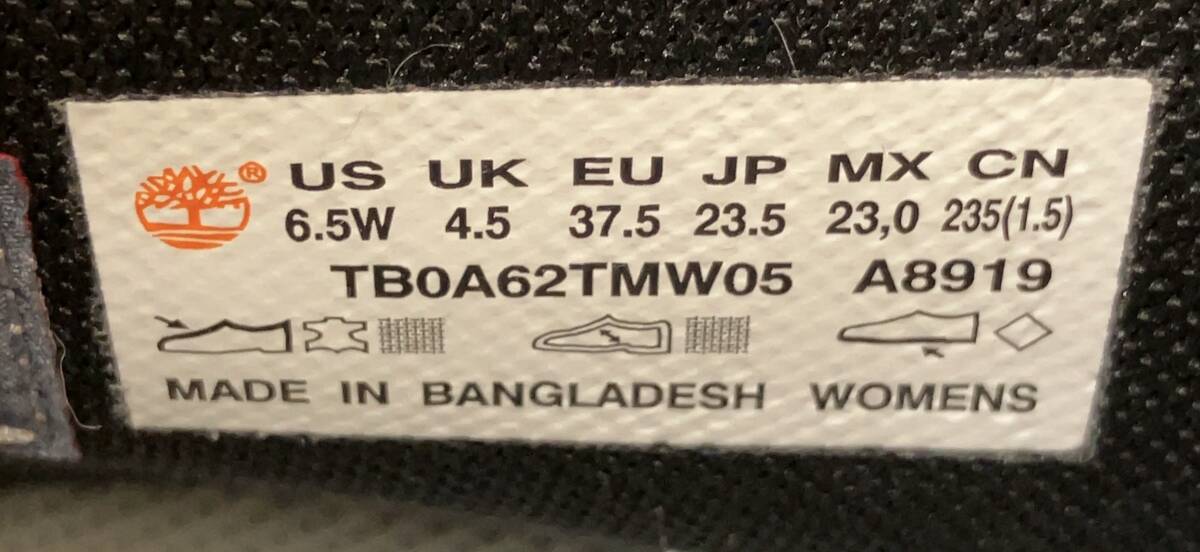 ® US UK EU JP MX CN
6.5W 4.5 37.5 23.5 23,0 235(1.5)
TB0A62TMW05 A8919
MADE IN BANGLADESH WOMENS